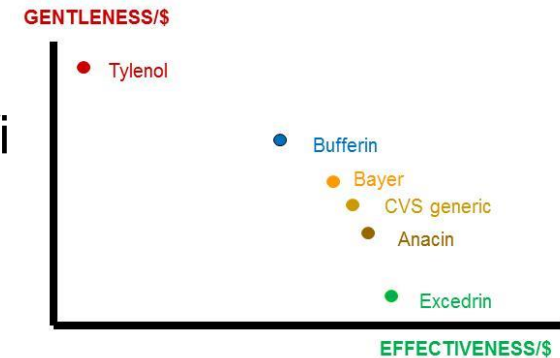 GENTLENESS/$
Tylenol
i
Bufferin
Bayer
CVS generic
Anacin
Excedrin
EFFECTIVENESS/$